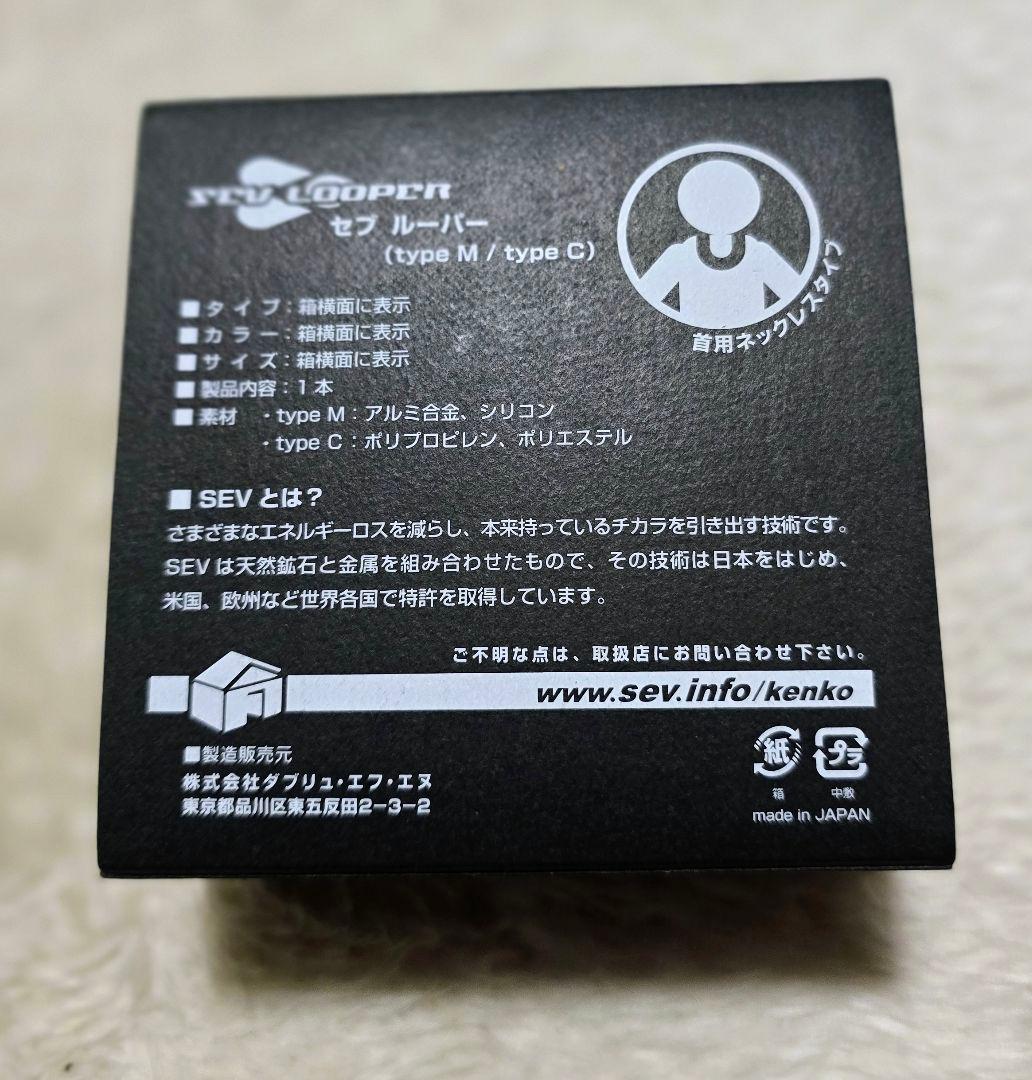 SEV LOOPER
セブ ルーパー
(type M / type C)
首用ネックレスタイプ
■ タイプ：箱横面に表示
■ カラー：箱横面に表示
■ サイズ：箱横面に表示
■ 製品内容：1本
■ 素材 ・type M：アルミ合金、シリコン
・type C：ポリプロピレン、ポリエステル
■ SEVとは？
さまざまなエネルギーロスを減らし、本来持っているチカラを引き出す技術です。
SEVは天然鉱石と金属を組み合わせたもので、その技術は日本をはじめ、
米国、欧州など世界各国で特許を取得しています。
ご不明な点は、取扱店にお問い合わせ下さい。
www.sev.info/kenko
■製造販売元
株式会社ダブリュ・エフ・エヌ
東京都品川区東五反田2-3-2
紙 プラ
箱 中敷
made in JAPAN